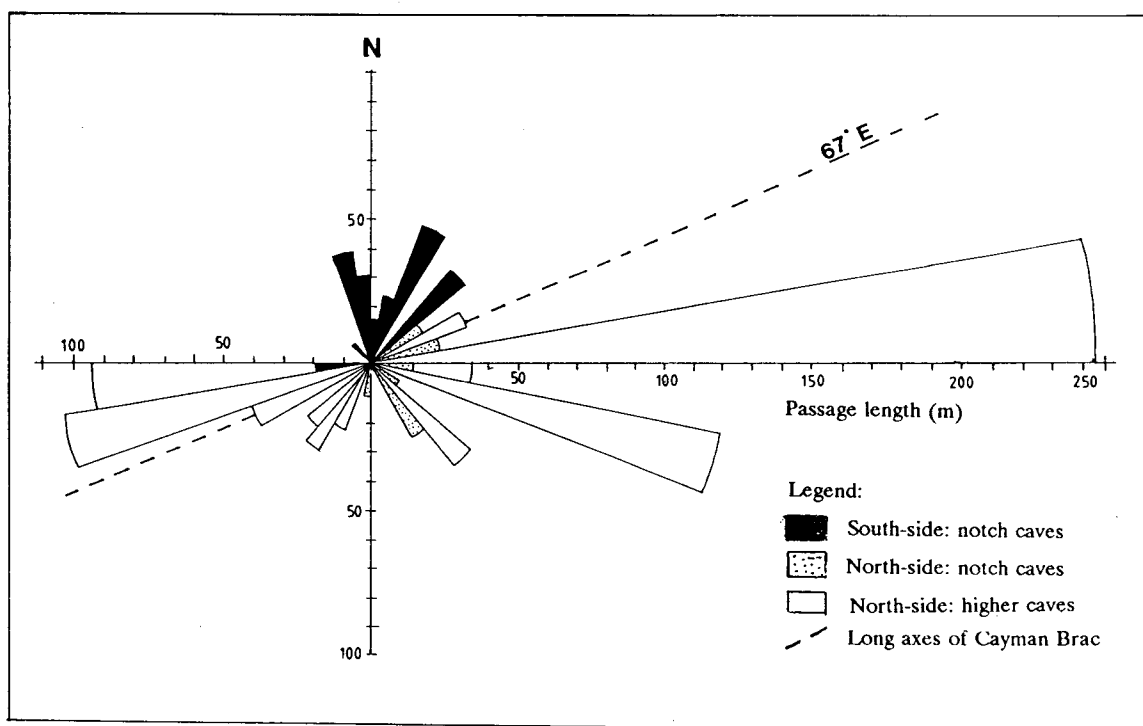 N
67° E
50
100
50
50
100
150
200
250
Passage length (m)
50
100
Legend:
South-side: notch caves
North-side: notch caves
North-side: higher caves
Long axes of Cayman Brac